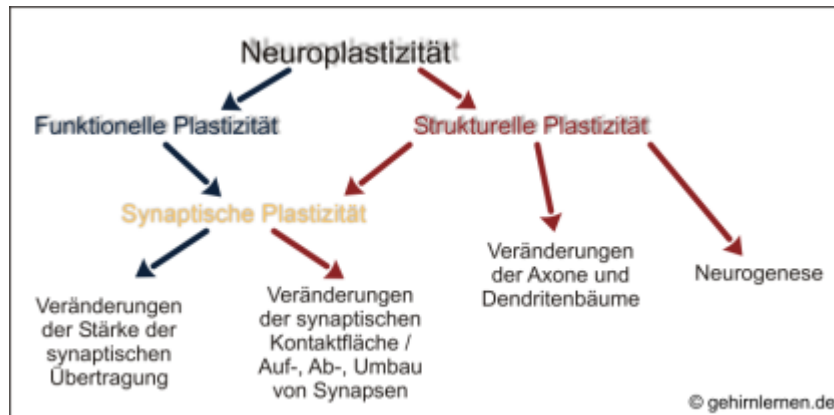 Neuroplastizität
Funktionelle Plastizität
Strukturelle Plastizität
Synaptische Plastizität
Veränderungen
der Stärke der
synaptischen
Übertragung
Veränderungen
der synaptischen
Kontaktfläche /
Auf-, Ab-, Umbau
von Synapsen
Veränderungen
der Axone und
Dendritenbäume
Neurogenese
© gehirnlernen.de